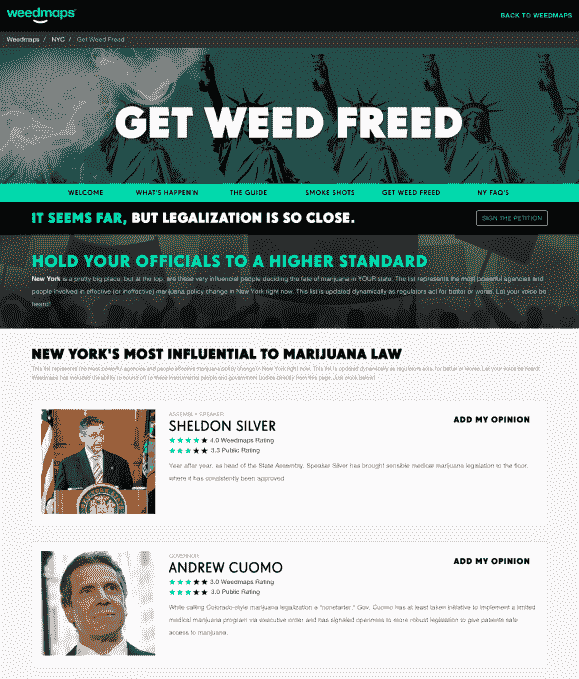 weedmaps
BACK TO WEEDMAPS
Weedmaps / NYC / Get Weed Freed
GET WEED FREED
WELCOME WHAT'S HAPPEN'N THE GUIDE SMOKE SHOTS GET WEED FREED NY FAQ'S
IT SEEMS FAR, BUT LEGALIZATION IS SO CLOSE.
SIGN THE PETITION
HOLD YOUR OFFICIALS TO A HIGHER STANDARD
New York is a pretty big place, but at the top, are these very influential people deciding the fate of marijuana in YOUR state. The list represents the most powerful agencies and
people involved in effective (or ineffective) marijuana policy change in New York right now. This list is updated dynamically as regulators act for better or worse. Let your voice be
heard!
NEW YORK'S MOST INFLUENTIAL TO MARIJUANA LAW
This list represents the most powerful agencies and people effective marijuana policy change in New York right now. This list is updated dynamically as regulators act, for better or worse. Let your voice be heard!
Weedmaps has included the ability to sound off to these instrumental people and government bodies directly from this page.
ASSEMBLY SPEAKER
SHELDON SILVER
4.0 Weedmaps Rating
3.3 Public Rating
Year after year, as head of the State Assembly, Speaker Silver has brought sensible medical marijuana legislation to the floor,
where it has consistently been approved
ADD MY OPINION
GOVERNOR
ANDREW CUOMO
3.0 Weedmaps Rating
3.0 Public Rating
While calling Colorado-style marijuana legalization a "nonstarter," Gov. Cuomo has at least taken initiative to implement a limited
medical marijuana program via executive order and has signaled openness to more robust legislation to give patients safe
access to marijuana.
ADD MY OPINION